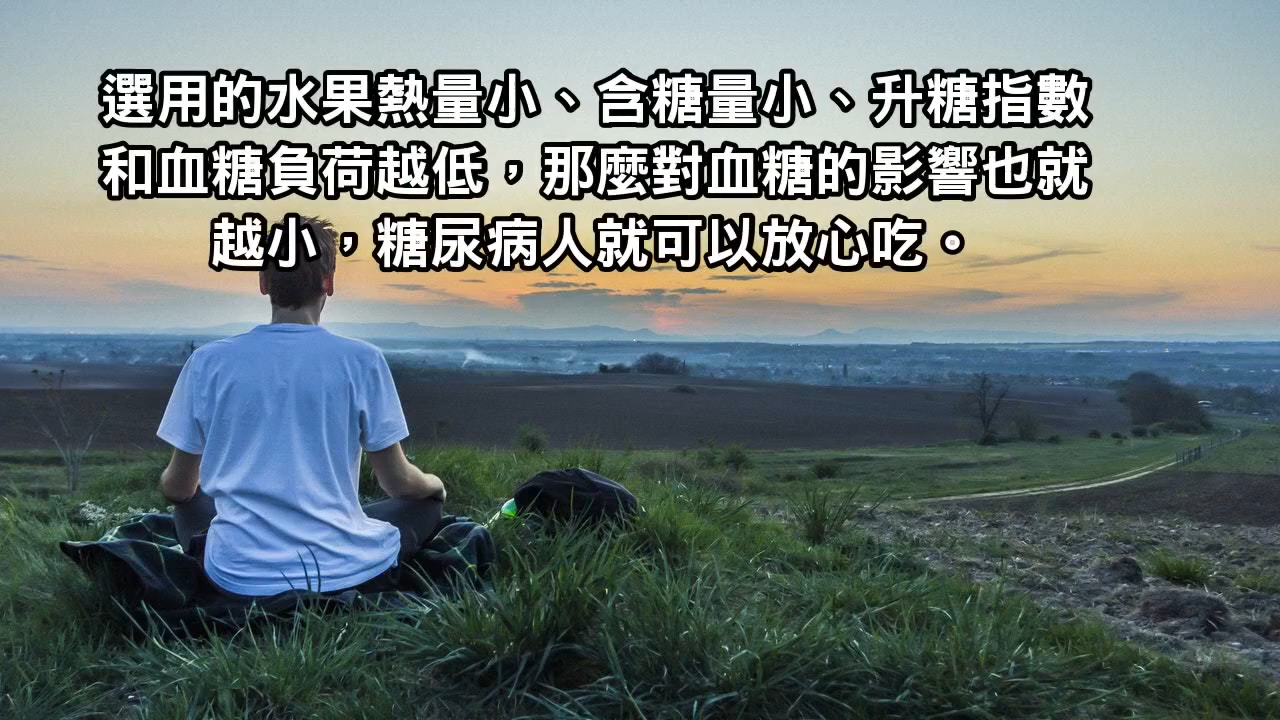 選用的水果熱量小、含糖量小、升糖指數
和血糖負荷越低，那麼對血糖的影響也就
越小，糖尿病人就可以放心吃。